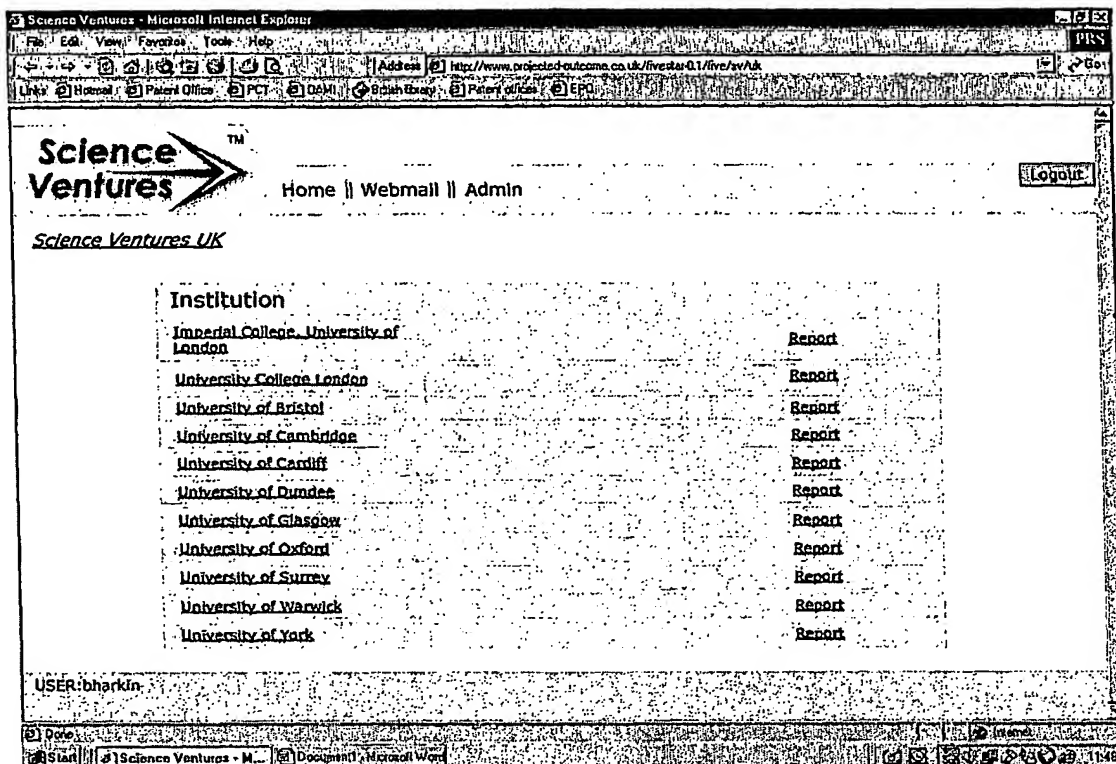 Science Ventures - Microsoft Internet Explorer
File Edit View Favorites Tools Help
PRS
Address http://www.projected-outcome.co.uk/fivestar-0.1/five/sv/uk
Go
Links Hotmail Patent Office PCT British library Patent offices EPO
Science Ventures TM
Home || Webmail || Admin
Logout
Science Ventures UK
Institution
Imperial College, University of London Report
University College London Report
University of Bristol Report
University of Cambridge Report
University of Cardiff Report
University of Dundee Report
University of Glasgow Report
University of Oxford Report
University of Surrey Report
University of Warwick Report
University of York Report
USER:bharkin
Done Internet
Start Science Ventures - M... Document1 - Microsoft Word